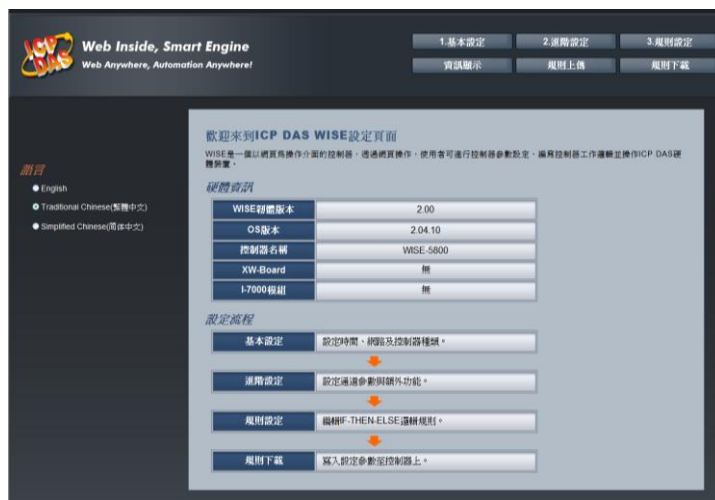 ICP DAS
Web Inside, Smart Engine
Web Anywhere, Automation Anywhere!
1.基本設定
2.進階設定
3.規則設定
資訊顯示
規則上傳
規則下載
語言
English
Traditional Chinese(繁體中文)
Simplified Chinese(简体中文)
歡迎來到ICP DAS WISE設定頁面
WISE是一個以網頁為操作介面的控制器，透過網頁操作，使用者可進行控制器參數設定、編寫控制器工作邏輯並操作ICP DAS硬
體裝置。
硬體資訊
WISE韌體版本 2.00
OS版本 2.04.10
控制器名稱 WISE-5800
XW-Board 無
I-7000模組 無
設定流程
基本設定 設定時間、網路及控制器種類。
進階設定 設定通道參數與額外功能。
規則設定 編輯IF-THEN-ELSE邏輯規則。
規則下載 寫入設定參數至控制器上。